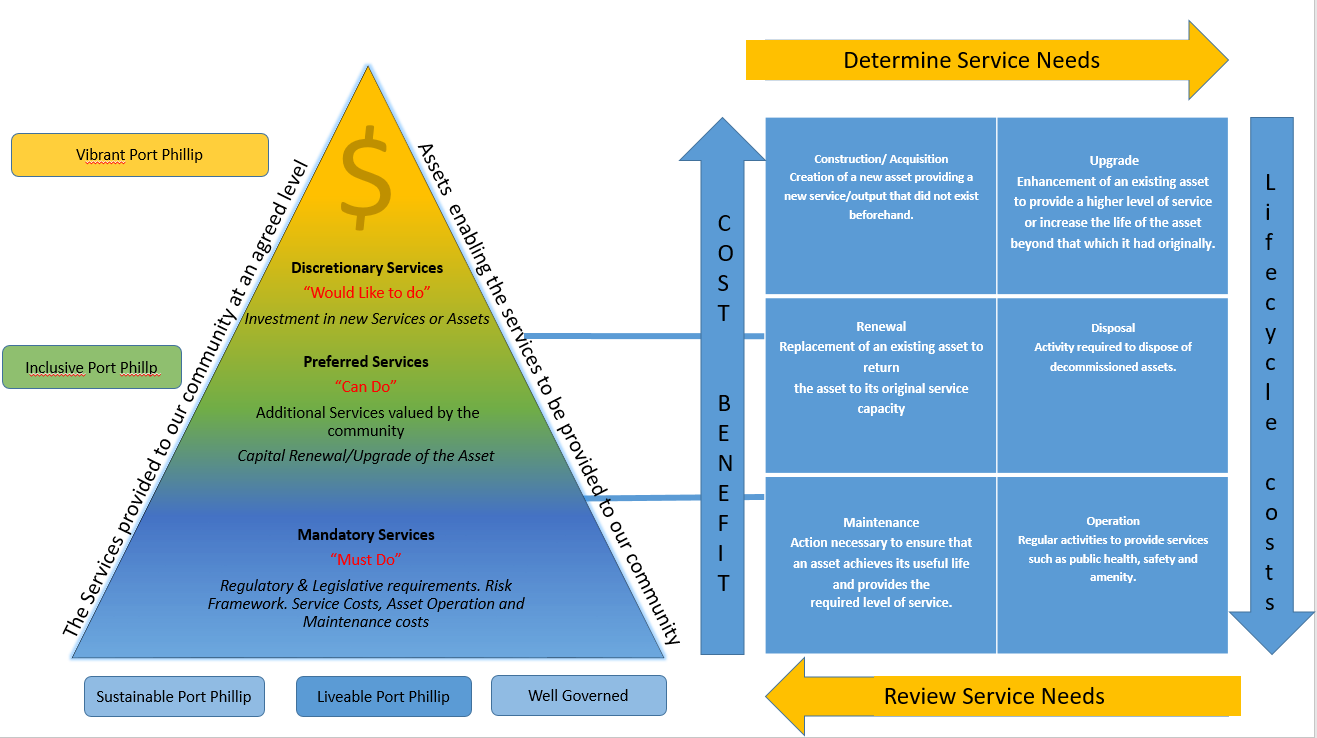 Determine Service Needs
Vibrant Port Phillip
Inclusive Port Phillp
The Services provided to our community at an agreed level
Assets enabling the services to be provided to our community
$
Discretionary Services
“Would Like to do”
Investment in new Services or Assets
Preferred Services
“Can Do”
Additional Services valued by the
community
Capital Renewal/Upgrade of the Asset
Mandatory Services
“Must Do”
Regulatory & Legislative requirements. Risk
Framework. Service Costs, Asset Operation and
Maintenance costs
Sustainable Port Phillip
Liveable Port Phillip
Well Governed
COST BENEFIT
Construction/ Acquisition
Creation of a new asset providing a
new service/output that did not exist
beforehand.
Upgrade
Enhancement of an existing asset
to provide a higher level of service
or increase the life of the asset
beyond that which it had originally.
Renewal
Replacement of an existing asset to
return
the asset to its original service
capacity
Disposal
Activity required to dispose of
decommissioned assets.
Maintenance
Action necessary to ensure that
an asset achieves its useful life
and provides the
required level of service.
Operation
Regular activities to provide services
such as public health, safety and
amenity.
Lifecycle costs
Review Service Needs